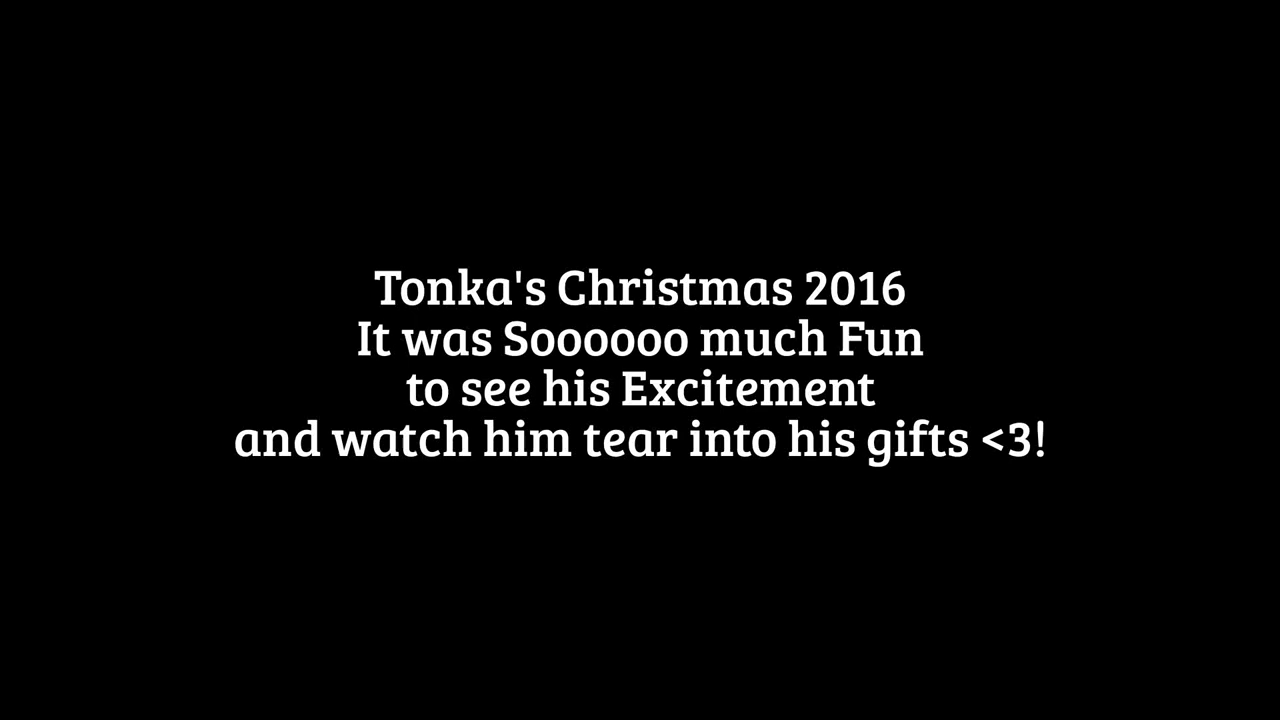 Tonka's Christmas 2016
It was Soooooo much Fun
to see his Excitement
and watch him tear into his gifts <3!